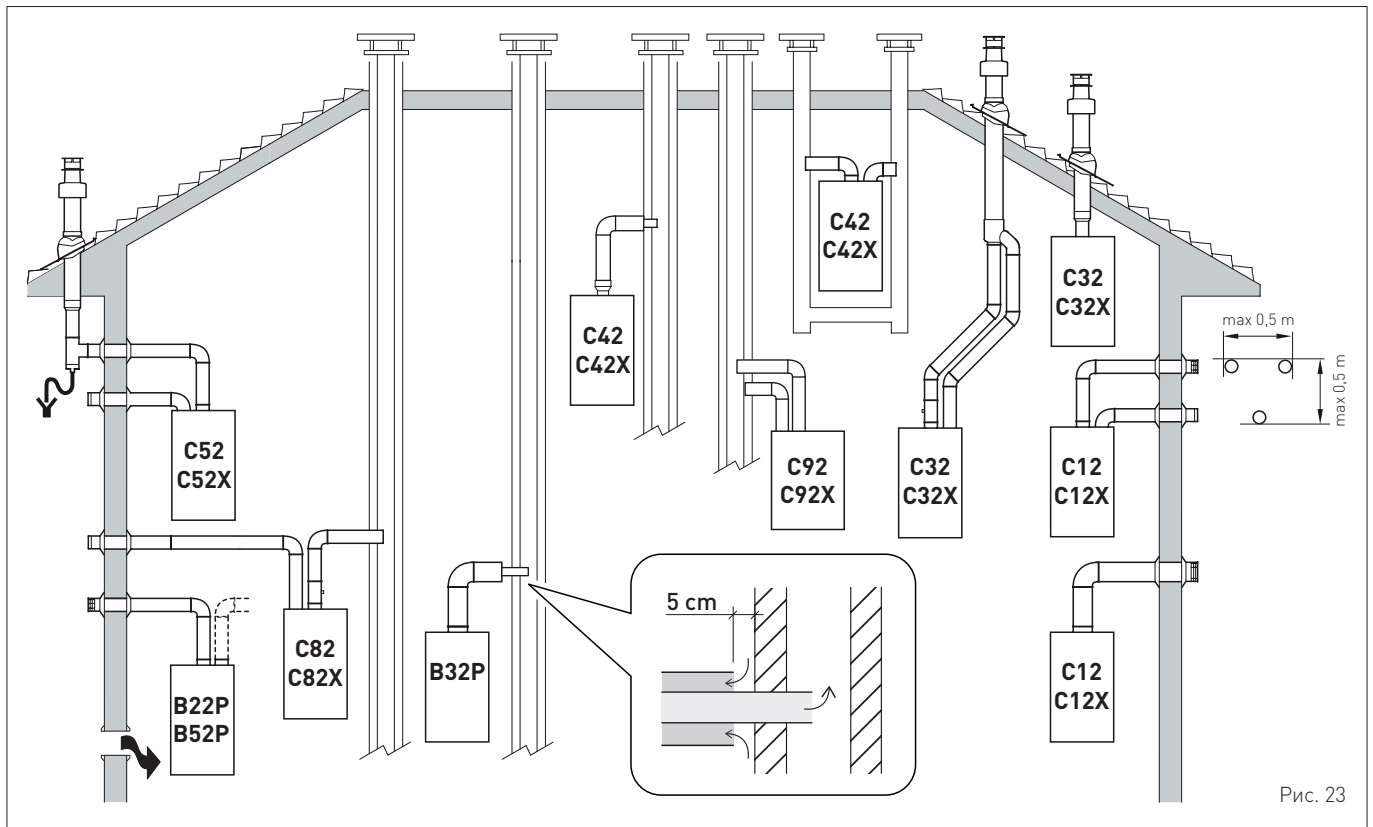 C42
C42X
C32
C32X
max 0,5 m
max 0,5 m
C42
C42X
C52
C52X
C92
C92X
C32
C32X
C12
C12X
5 cm
C82
C82X
B32P
C12
C12X
B22P
B52P
Рис. 23